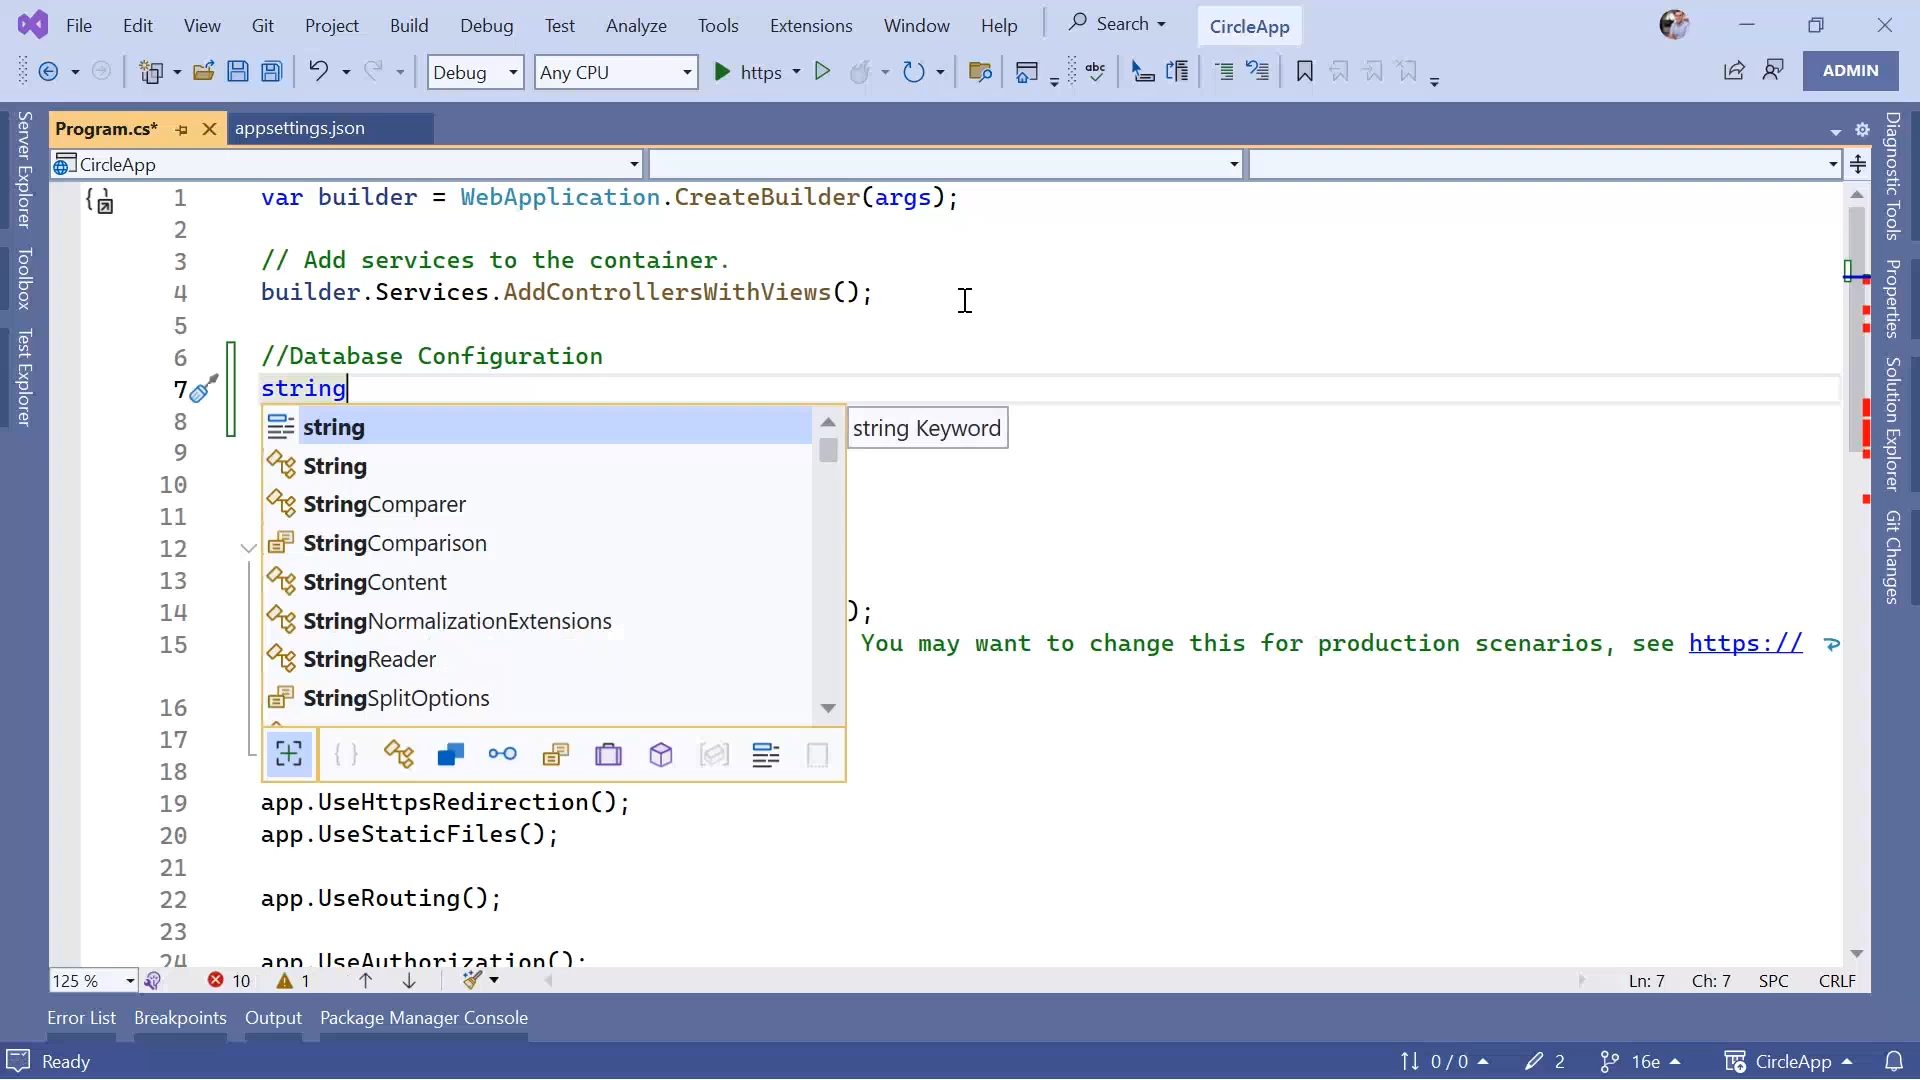 File Edit View Git Project Build Debug Test Analyze Tools Extensions Window Help Search CircleApp
Debug Any CPU https ADMIN
Program.cs* appsettings.json
CircleApp
Server Explorer
Toolbox
Test Explorer
1 var builder = WebApplication.CreateBuilder(args);
2
3 // Add services to the container.
4 builder.Services.AddControllersWithViews();
5
6 //Database Configuration
7 string
8 string string Keyword
9 String
10 StringComparer
11
12 StringComparison
13 StringContent
14 StringNormalizationExtensions );
15 StringReader You may want to change this for production scenarios, see https://
16 StringSplitOptions
17
18
19 app.UseHttpsRedirection();
20 app.UseStaticFiles();
21
22 app.UseRouting();
23
24 app.UseAuthorization();
Diagnostic Tools
Properties
Solution Explorer
Git Changes
125 % 10 1 Ln: 7 Ch: 7 SPC CRLF
Error List Breakpoints Output Package Manager Console
Ready 0 / 0 2 16e CircleApp